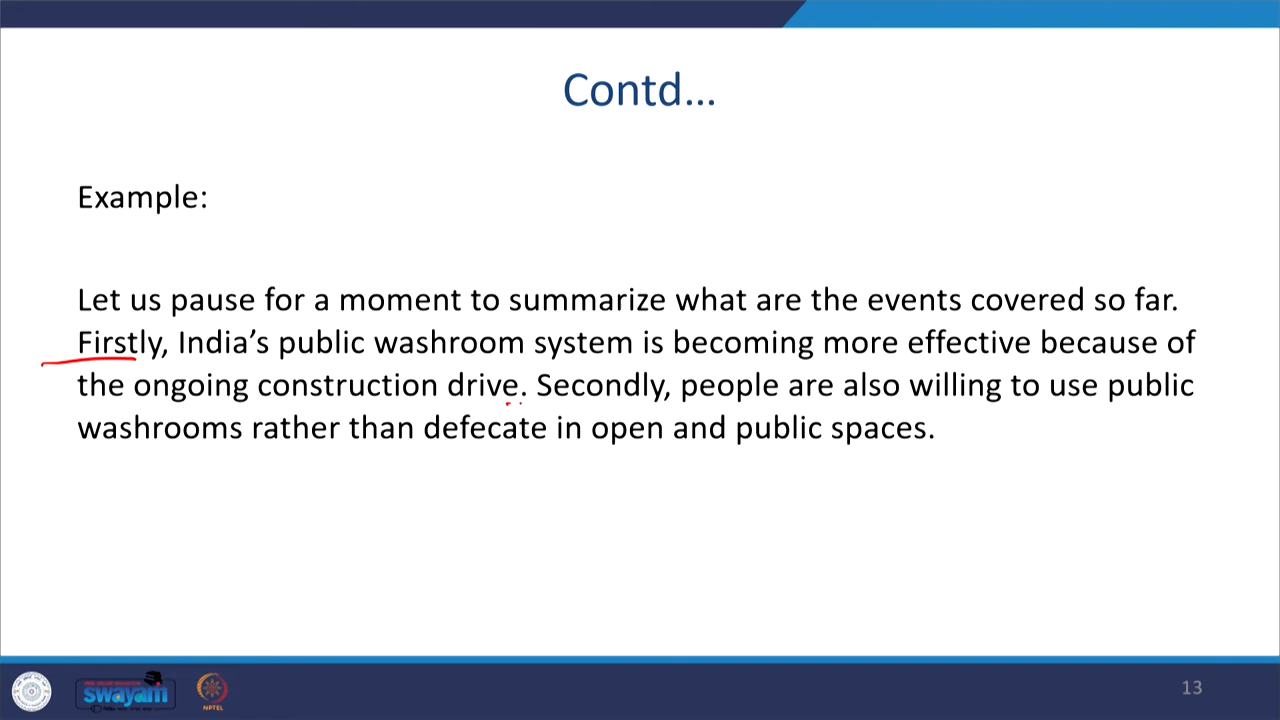 Contd...
Example:
Let us pause for a moment to summarize what are the events covered so far.
Firstly, India’s public washroom system is becoming more effective because of
the ongoing construction drive. Secondly, people are also willing to use public
washrooms rather than defecate in open and public spaces.
swayam
NPTEL
13